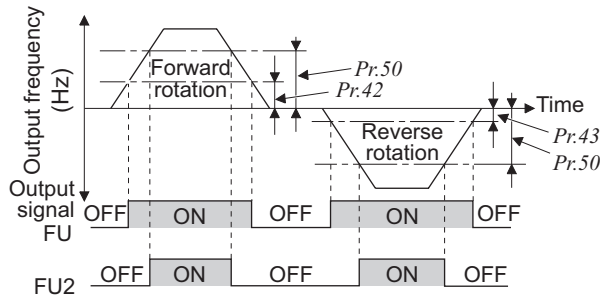 Output frequency
(Hz)
Forward
rotation
Pr.50
Pr.42
Time
Reverse
rotation
Pr.43
Pr.50
Output
signal
FU
OFF
ON
OFF
ON
OFF
FU2
OFF
ON
OFF
ON
OFF